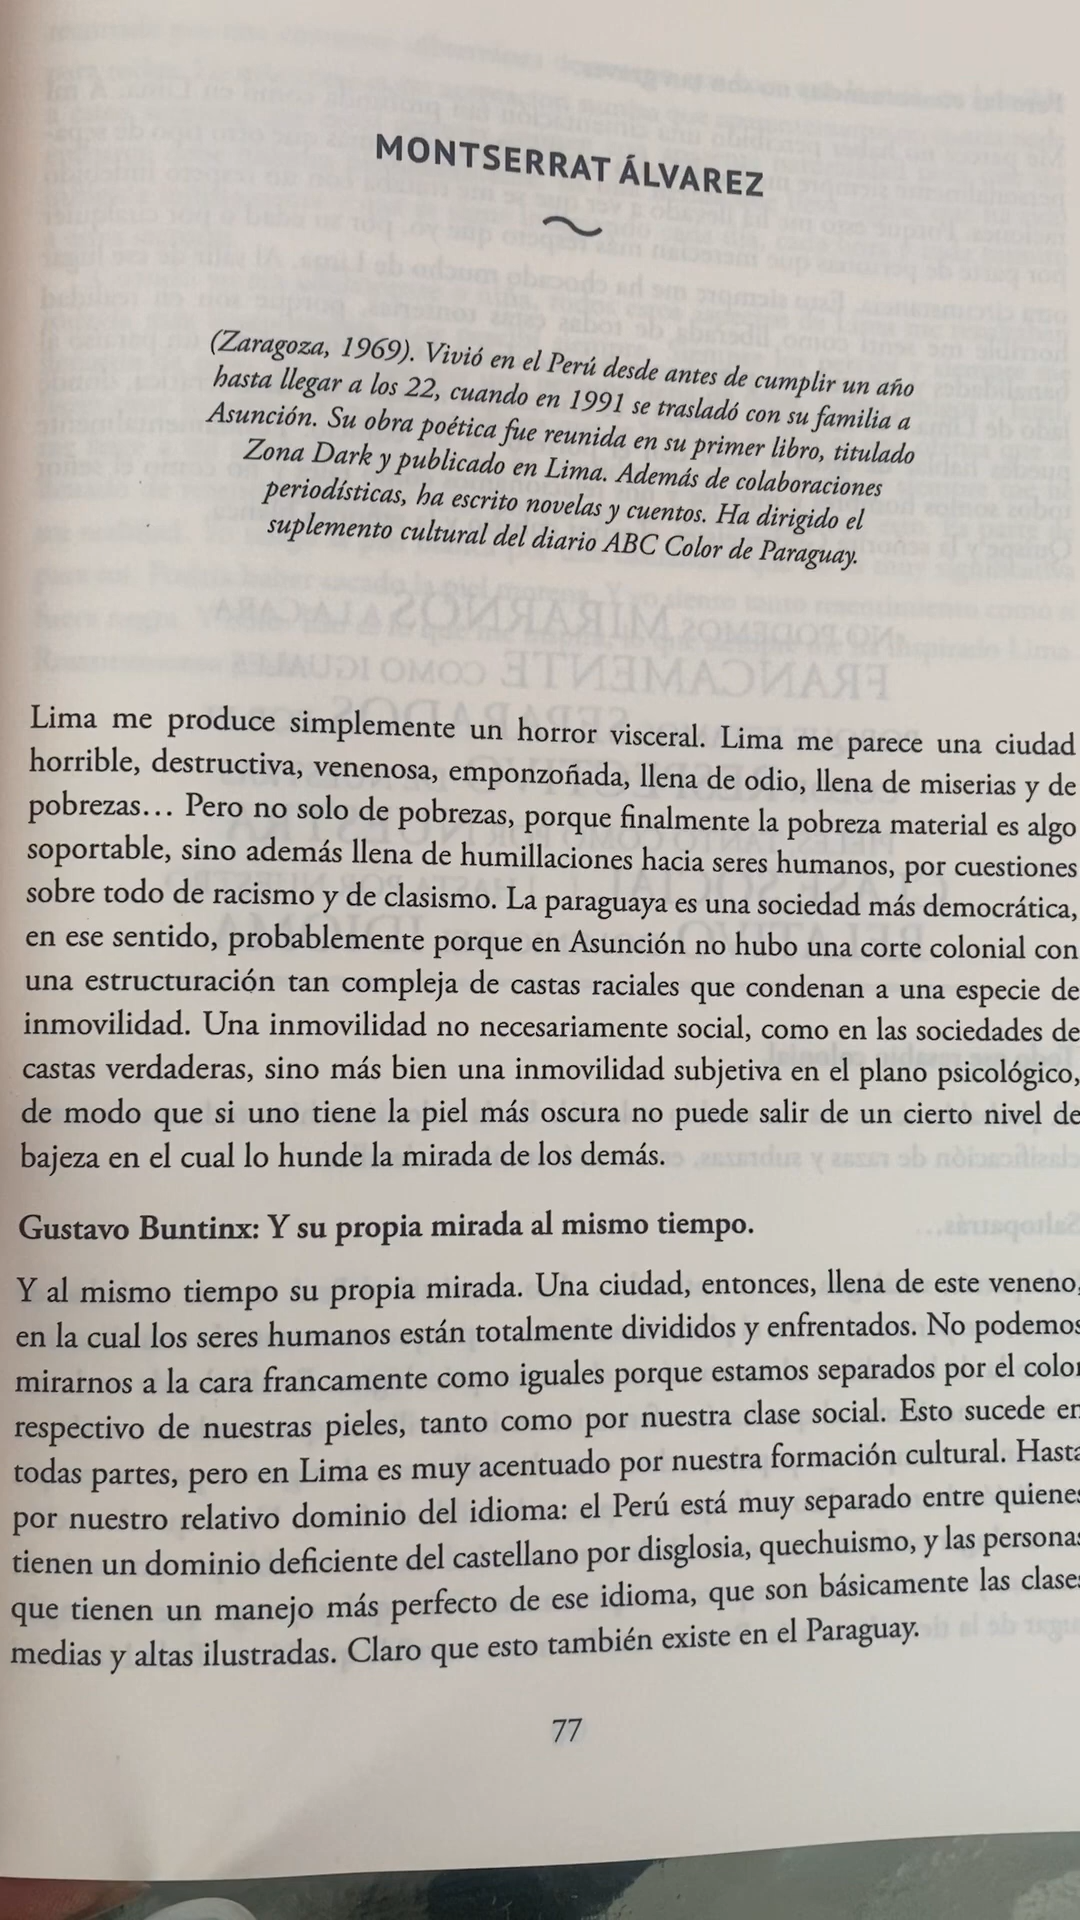 MONTSERRAT ÁLVAREZ
(Zaragoza, 1969). Vivió en el Perú desde antes de cumplir un año
hasta llegar a los 22, cuando en 1991 se trasladó con su familia a
Asunción. Su obra poética fue reunida en su primer libro, titulado
Zona Dark y publicado en Lima. Además de colaboraciones
periodísticas, ha escrito novelas y cuentos. Ha dirigido el
suplemento cultural del diario ABC Color de Paraguay.
Lima me produce simplemente un horror visceral. Lima me parece una ciudad
horrible, destructiva, venenosa, emponzoñada, llena de odio, llena de miserias y de
pobrezas... Pero no solo de pobrezas, porque finalmente la pobreza material es algo
soportable, sino además llena de humillaciones hacia seres humanos, por cuestiones
sobre todo de racismo y de clasismo. La paraguaya es una sociedad más democrática,
en ese sentido, probablemente porque en Asunción no hubo una corte colonial con
una estructuración tan compleja de castas raciales que condenan a una especie de
inmovilidad. Una inmovilidad no necesariamente social, como en las sociedades de
castas verdaderas, sino más bien una inmovilidad subjetiva en el plano psicológico,
de modo que si uno tiene la piel más oscura no puede salir de un cierto nivel de
bajeza en el cual lo hunde la mirada de los demás.
Gustavo Buntinx: Y su propia mirada al mismo tiempo.
Y al mismo tiempo su propia mirada. Una ciudad, entonces, llena de este veneno,
en la cual los seres humanos están totalmente divididos y enfrentados. No podemos
mirarnos a la cara francamente como iguales porque estamos separados por el color
respectivo de nuestras pieles, tanto como por nuestra clase social. Esto sucede en
todas partes, pero en Lima es muy acentuado por nuestra formación cultural. Hasta
por nuestro relativo dominio del idioma: el Perú está muy separado entre quienes
tienen un dominio deficiente del castellano por disglosia, quechuismo, y las personas
que tienen un manejo más perfecto de ese idioma, que son básicamente las clases
medias y altas ilustradas. Claro que esto también existe en el Paraguay.
77